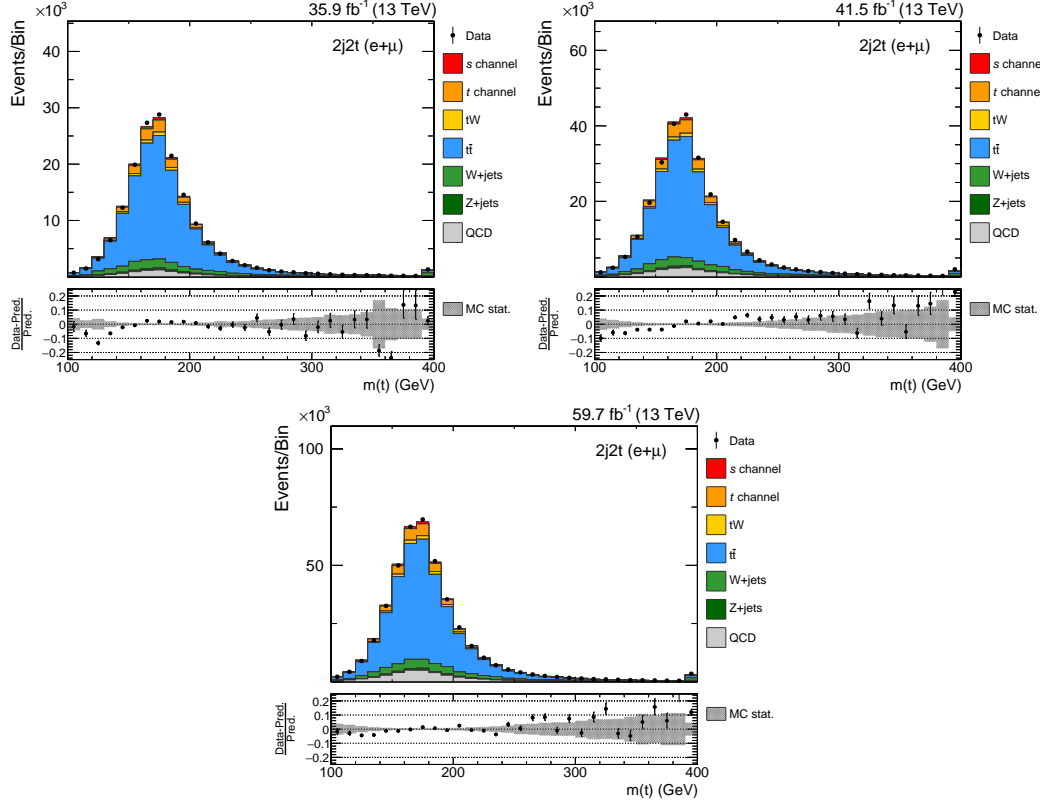 ×10³ 35.9 fb⁻¹ (13 TeV)
Events/Bin
40
30
20
10
2j2t (e+μ)
Data
s channel
t channel
tW
tt̄
W+jets
Z+jets
QCD
Data-Pred.
Pred.
0.2
0.1
0
−0.1
−0.2
MC stat.
100 200 300 400
m(t) (GeV)
×10³ 41.5 fb⁻¹ (13 TeV)
Events/Bin
60
40
20
2j2t (e+μ)
Data
s channel
t channel
tW
tt̄
W+jets
Z+jets
QCD
Data-Pred.
Pred.
0.2
0.1
0
−0.1
−0.2
MC stat.
100 200 300 400
m(t) (GeV)
×10³ 59.7 fb⁻¹ (13 TeV)
Events/Bin
100
50
2j2t (e+μ)
Data
s channel
t channel
tW
tt̄
W+jets
Z+jets
QCD
Data-Pred.
Pred.
0.2
0.1
0
−0.1
−0.2
MC stat.
100 200 300 400
m(t) (GeV)